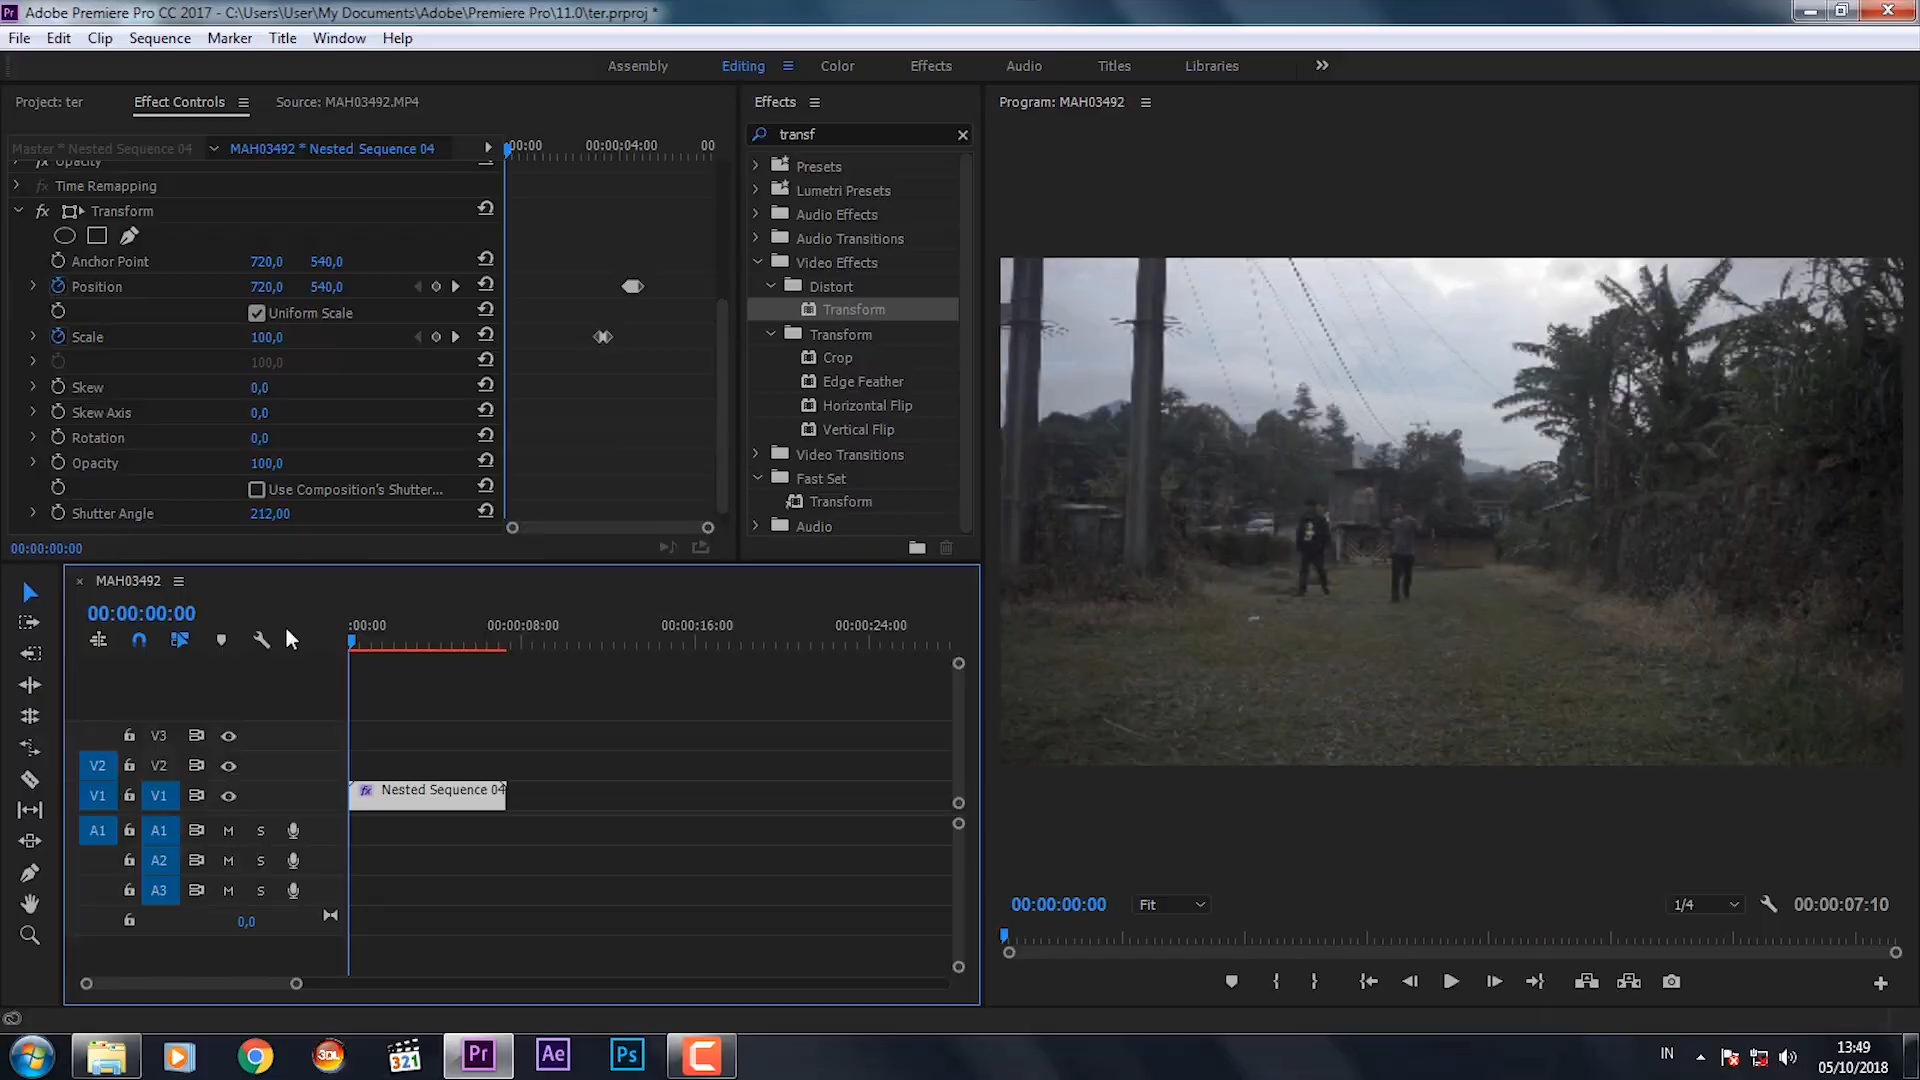 Adobe Premiere Pro CC 2017 - C:\Users\User\My Documents\Adobe\Premiere Pro\11.0\ter.prproj *
File Edit Clip Sequence Marker Title Window Help
Assembly Editing Color Effects Audio Titles Libraries
Project: ter Effect Controls Source: MAH03492.MP4
Master * Nested Sequence 04 MAH03492 * Nested Sequence 04
:00:00 00:00:04:00 00
Opacity
Time Remapping
fx Transform
Anchor Point 720,0 540,0
Position 720,0 540,0
Uniform Scale
Scale 100,0
100,0
Skew 0,0
Skew Axis 0,0
Rotation 0,0
Opacity 100,0
Use Composition's Shutter...
Shutter Angle 212,00
00:00:00:00
Effects
transf
Presets
Lumetri Presets
Audio Effects
Audio Transitions
Video Effects
Distort
Transform
Transform
Crop
Edge Feather
Horizontal Flip
Vertical Flip
Video Transitions
Fast Set
Transform
Audio
Program: MAH03492
00:00:00:00 Fit 1/4 00:00:07:10
MAH03492
00:00:00:00
:00:00 00:00:08:00 00:00:16:00 00:00:24:00
V3
V2 V2
V1 V1
fx Nested Sequence 04
A1 A1 M S
A2 M S
A3 M S
0,0
30L
321
Pr
Ae
Ps
IN
13:49
05/10/2018